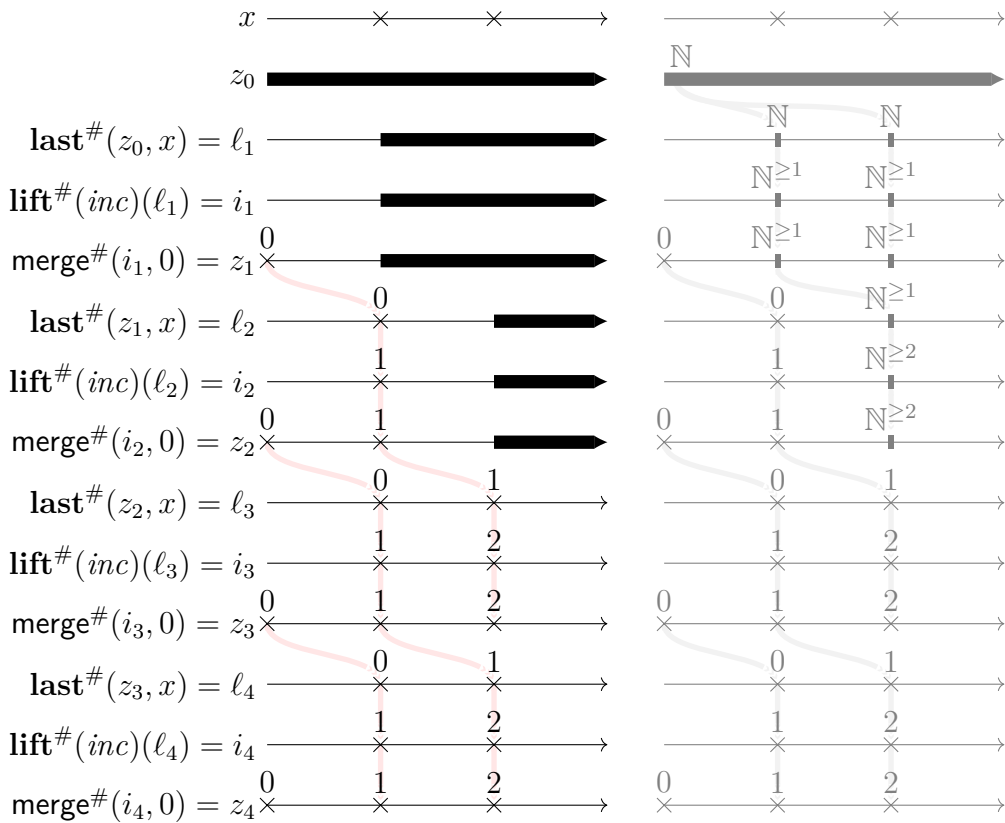 x
z₀ ℕ
last#(z₀, x) = ℓ₁ ℕ ℕ
lift#(inc)(ℓ₁) = i₁ ℕ≥1 ℕ≥1
0 0 ℕ≥1 ℕ≥1
merge#(i₁, 0) = z₁
0 0 ℕ≥1
last#(z₁, x) = ℓ₂
1 1 ℕ≥2
lift#(inc)(ℓ₂) = i₂
0 1 0 1 ℕ≥2
merge#(i₂, 0) = z₂
0 1 0 1
last#(z₂, x) = ℓ₃
1 2 1 2
lift#(inc)(ℓ₃) = i₃
0 1 2 0 1 2
merge#(i₃, 0) = z₃
0 1 0 1
last#(z₃, x) = ℓ₄
1 2 1 2
lift#(inc)(ℓ₄) = i₄
0 1 2 0 1 2
merge#(i₄, 0) = z₄